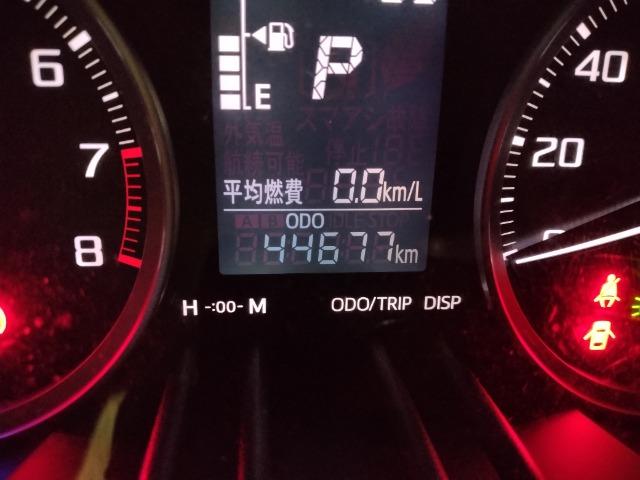 6
7
8
E
P
平均燃費 0.0km/L
ODO
44677km
H -:00- M ODO/TRIP DISP
40
20